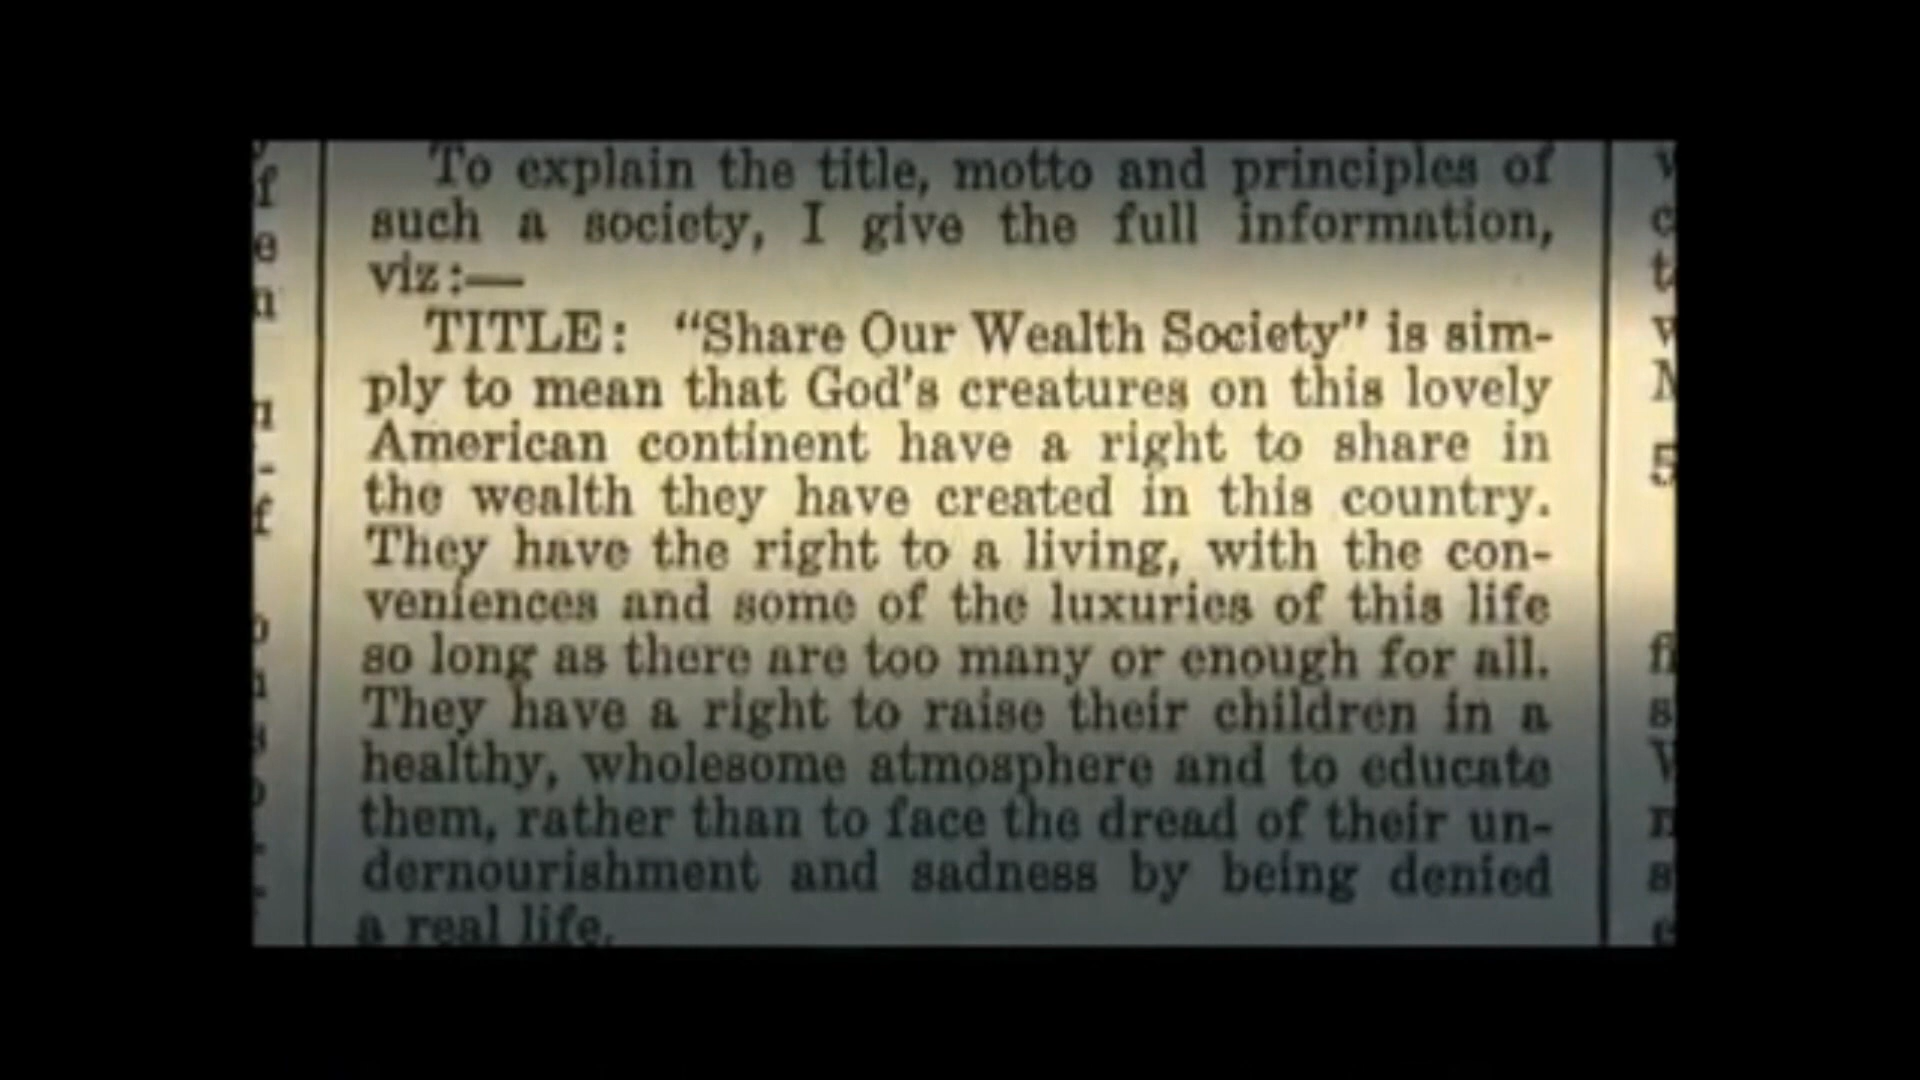 To explain the title, motto and principles of
such a society, I give the full information,
viz:—
TITLE: "Share Our Wealth Society" is sim-
ply to mean that God's creatures on this lovely
American continent have a right to share in
the wealth they have created in this country.
They have the right to a living, with the con-
veniences and some of the luxuries of this life
so long as there are too many or enough for all.
They have a right to raise their children in a
healthy, wholesome atmosphere and to educate
them, rather than to face the dread of their un-
dernourishment and sadness by being denied
a real life.